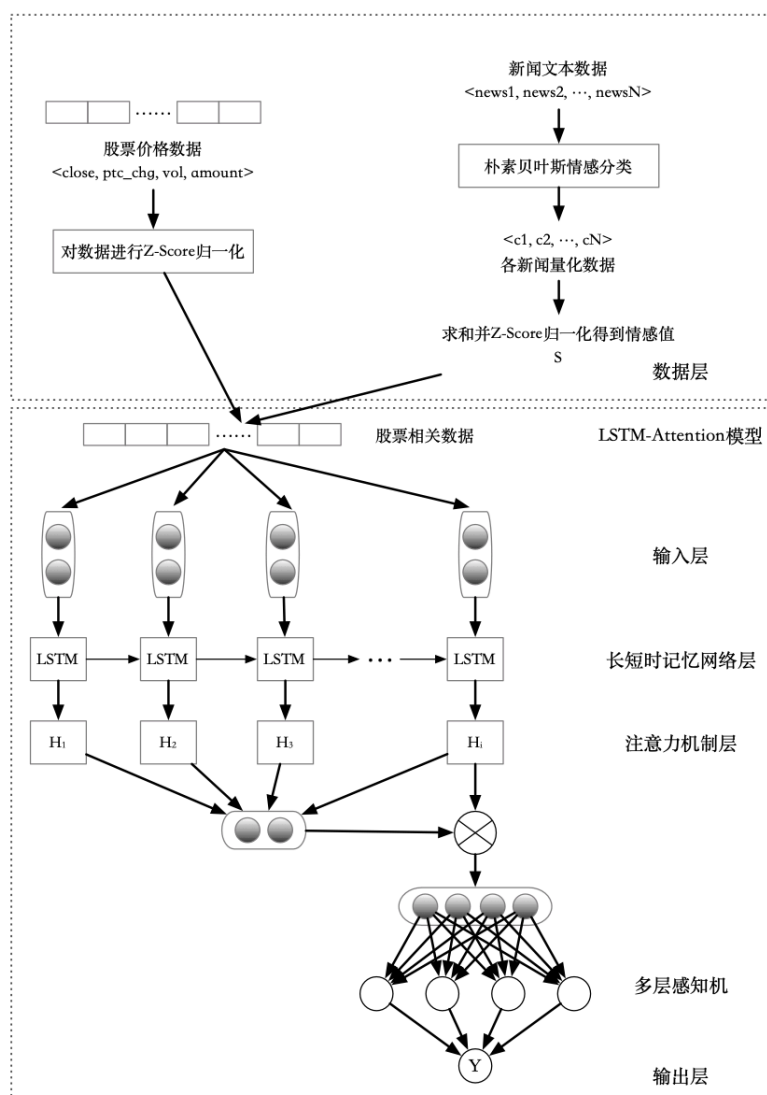 新闻文本数据
<news1, news2, ⋯, newsN>
……
股票价格数据
<close, ptc_chg, vol, amount>
朴素贝叶斯情感分类
对数据进行Z-Score归一化
<c1, c2, ⋯, cN>
各新闻量化数据
求和并Z-Score归一化得到情感值
S
数据层
……
股票相关数据
LSTM-Attention模型
输入层
LSTM
LSTM
LSTM
⋯
LSTM
长短时记忆网络层
H₁
H₂
H₃
Hᵢ
注意力机制层
多层感知机
Y
输出层